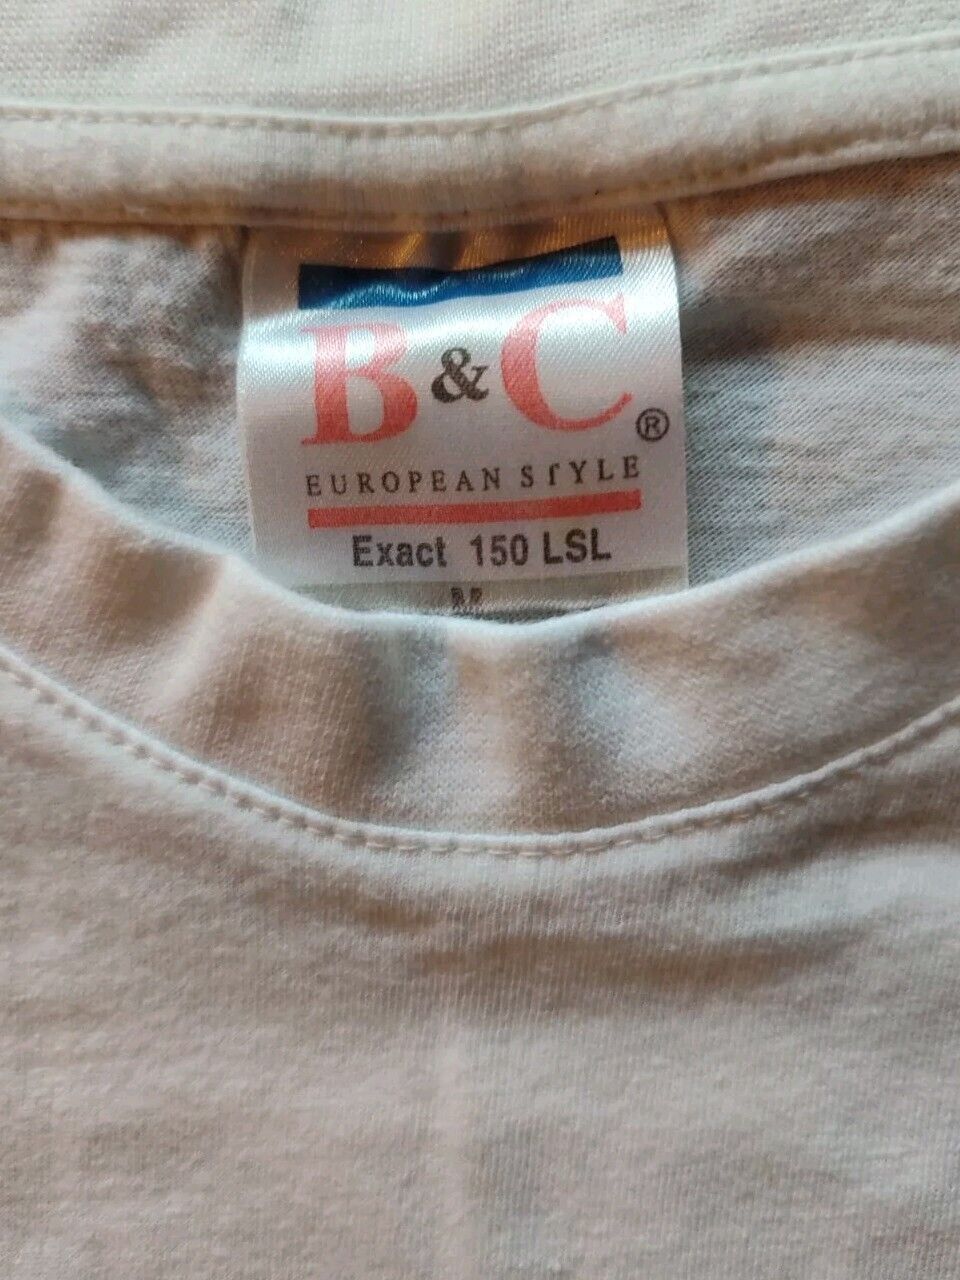 B&C®
EUROPEAN STYLE
Exact 150 LSL
M